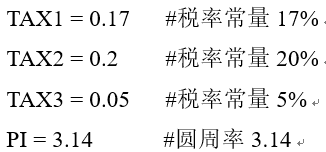 TAX1 = 0.17 #税率常量 17%
TAX2 = 0.2 #税率常量 20%
TAX3 = 0.05 #税率常量 5%
PI = 3.14 #圆周率 3.14